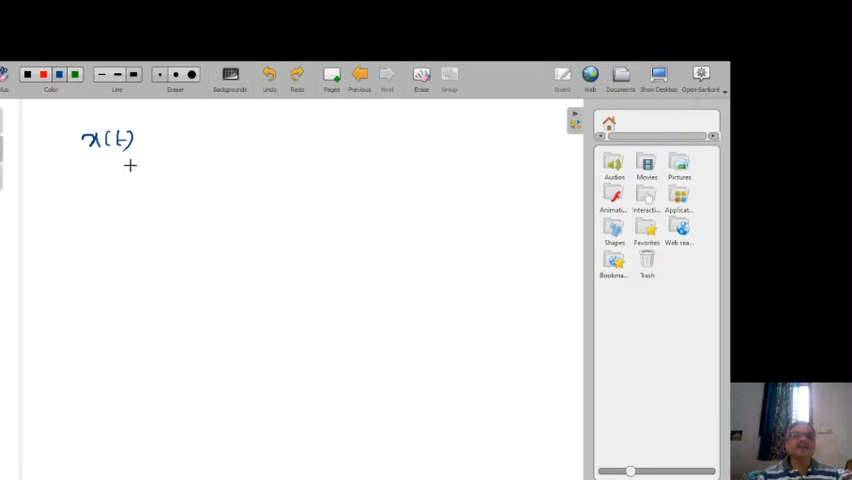 Color Line Eraser Backgrounds Undo Redo Pages Previous Next Erase Group Board Web Documents Show Desktop Open-Sankoré
x(t)
Audios Movies Pictures
Animati... Interacti... Applicat...
Shapes Favorites Web sea...
Bookma... Trash